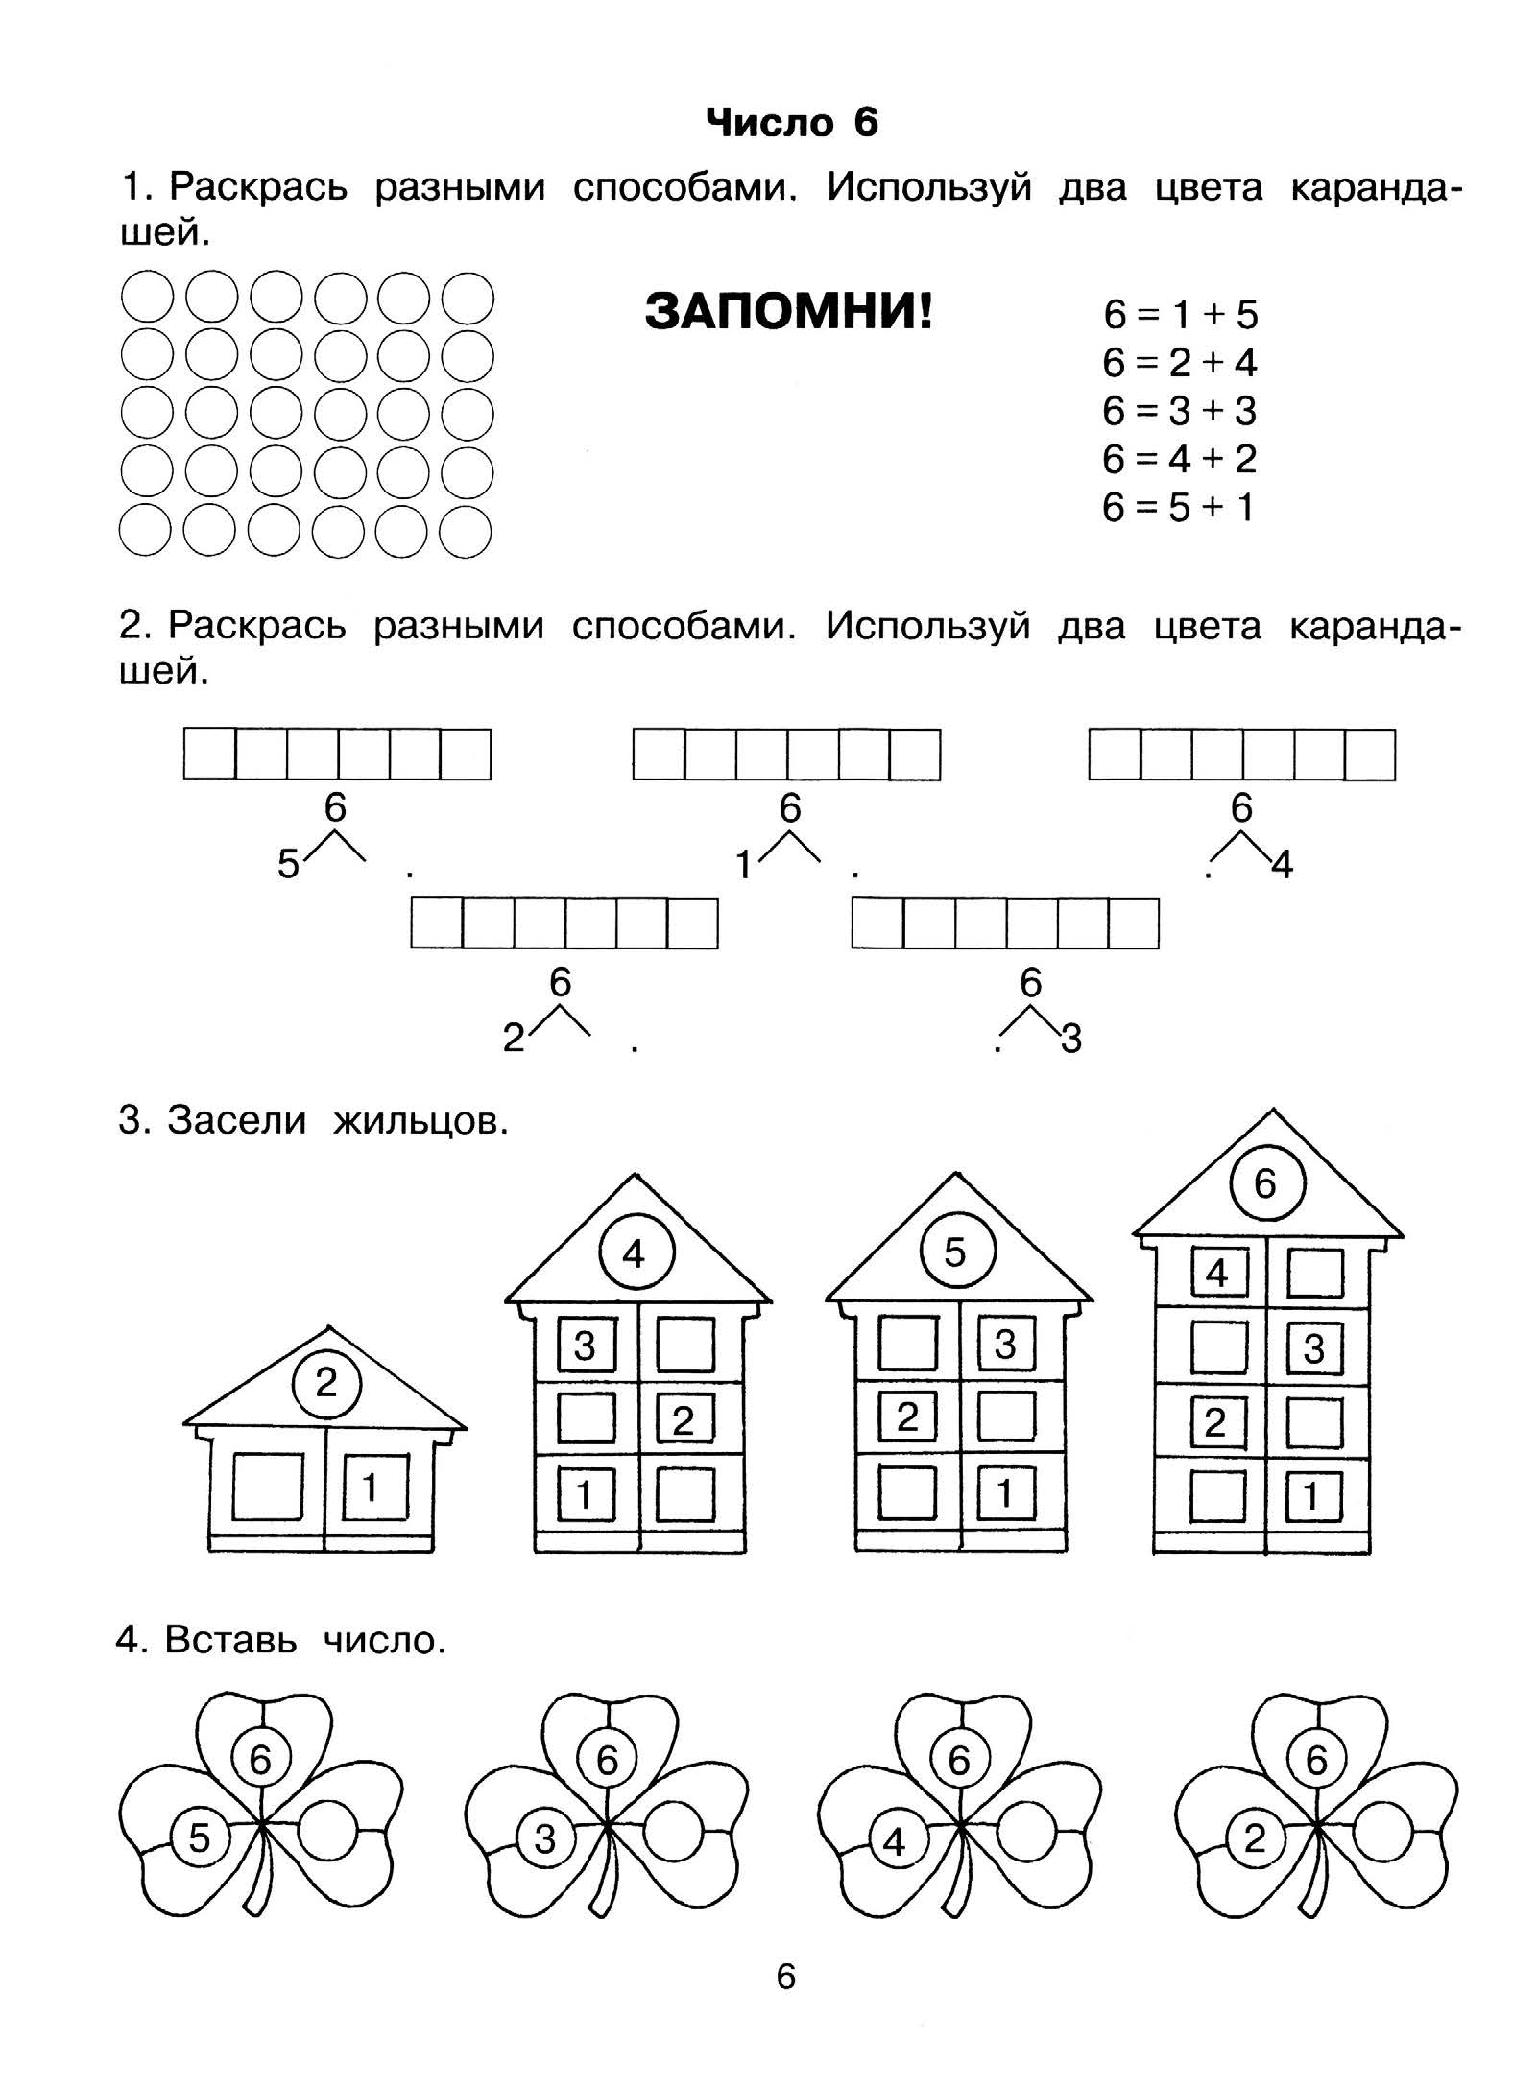 Число 6
1. Раскрась разными способами. Используй два цвета каранда-
шей.
ЗАПОМНИ!
6 = 1 + 5
6 = 2 + 4
6 = 3 + 3
6 = 4 + 2
6 = 5 + 1
2. Раскрась разными способами. Используй два цвета каранда-
шей.
6 6 6
5 . 1 . . 4
6 6
2 . . 3
3. Засели жильцов.
2
1
4
3
2
1
5
3
2
1
6
4
3
2
1
4. Вставь число.
6 6 6 6
5 3 4 2
6